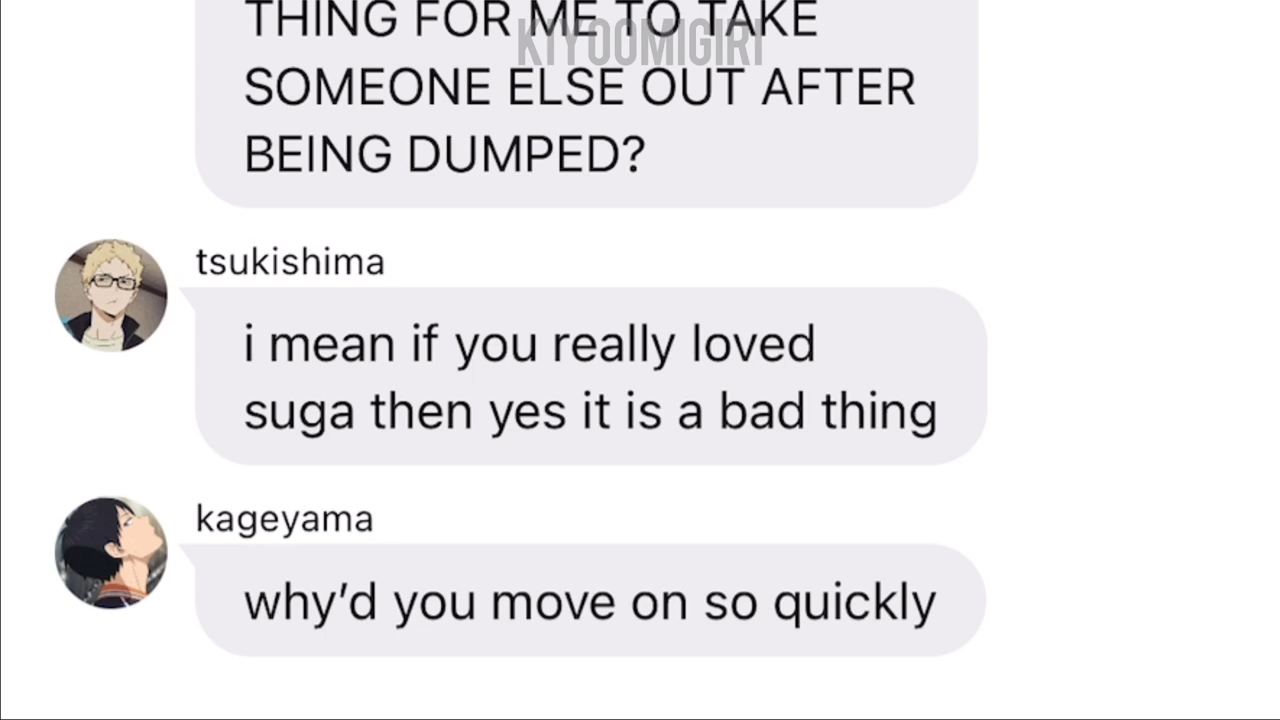 THING FOR ME TO TAKE
KIYOOMIGIRI
SOMEONE ELSE OUT AFTER
BEING DUMPED?
tsukishima
i mean if you really loved
suga then yes it is a bad thing
kageyama
why’d you move on so quickly